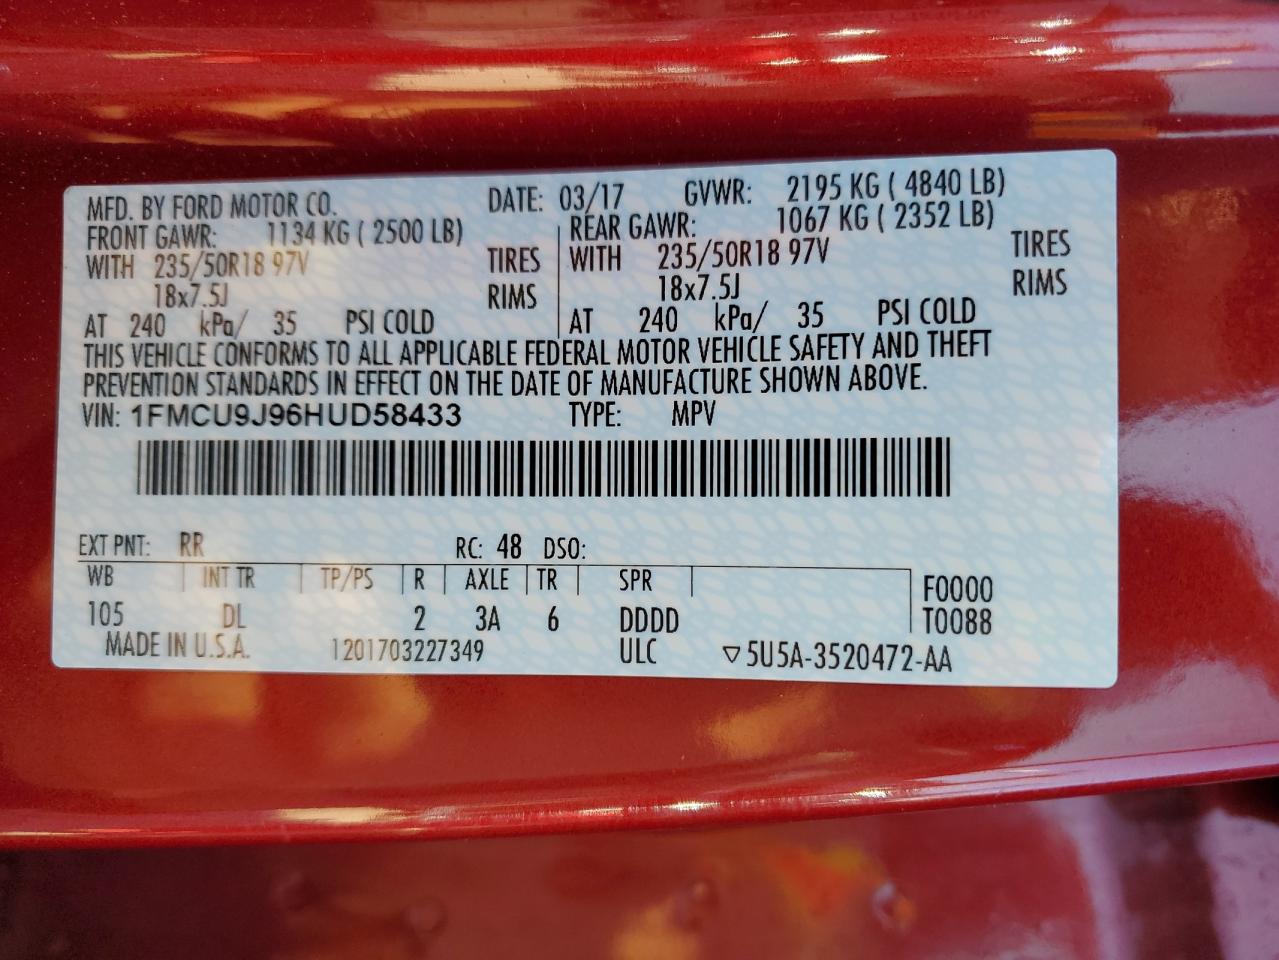 MFD. BY FORD MOTOR CO. DATE: 03/17 GVWR: 2195 KG ( 4840 LB)
FRONT GAWR: 1134 KG ( 2500 LB) REAR GAWR: 1067 KG ( 2352 LB)
WITH 235/50R18 97V TIRES WITH 235/50R18 97V TIRES
18x7.5J RIMS 18x7.5J RIMS
AT 240 kPa/ 35 PSI COLD AT 240 kPa/ 35 PSI COLD
THIS VEHICLE CONFORMS TO ALL APPLICABLE FEDERAL MOTOR VEHICLE SAFETY AND THEFT
PREVENTION STANDARDS IN EFFECT ON THE DATE OF MANUFACTURE SHOWN ABOVE.
VIN: 1FMCU9J96HUD58433 TYPE: MPV
EXT PNT: RR RC: 48 DSO:
WB INT TR TP/PS R AXLE TR SPR F0000
105 DL 2 3A 6 DDDD T0088
MADE IN U.S.A. 1201703227349 ULC ▽5U5A-3520472-AA